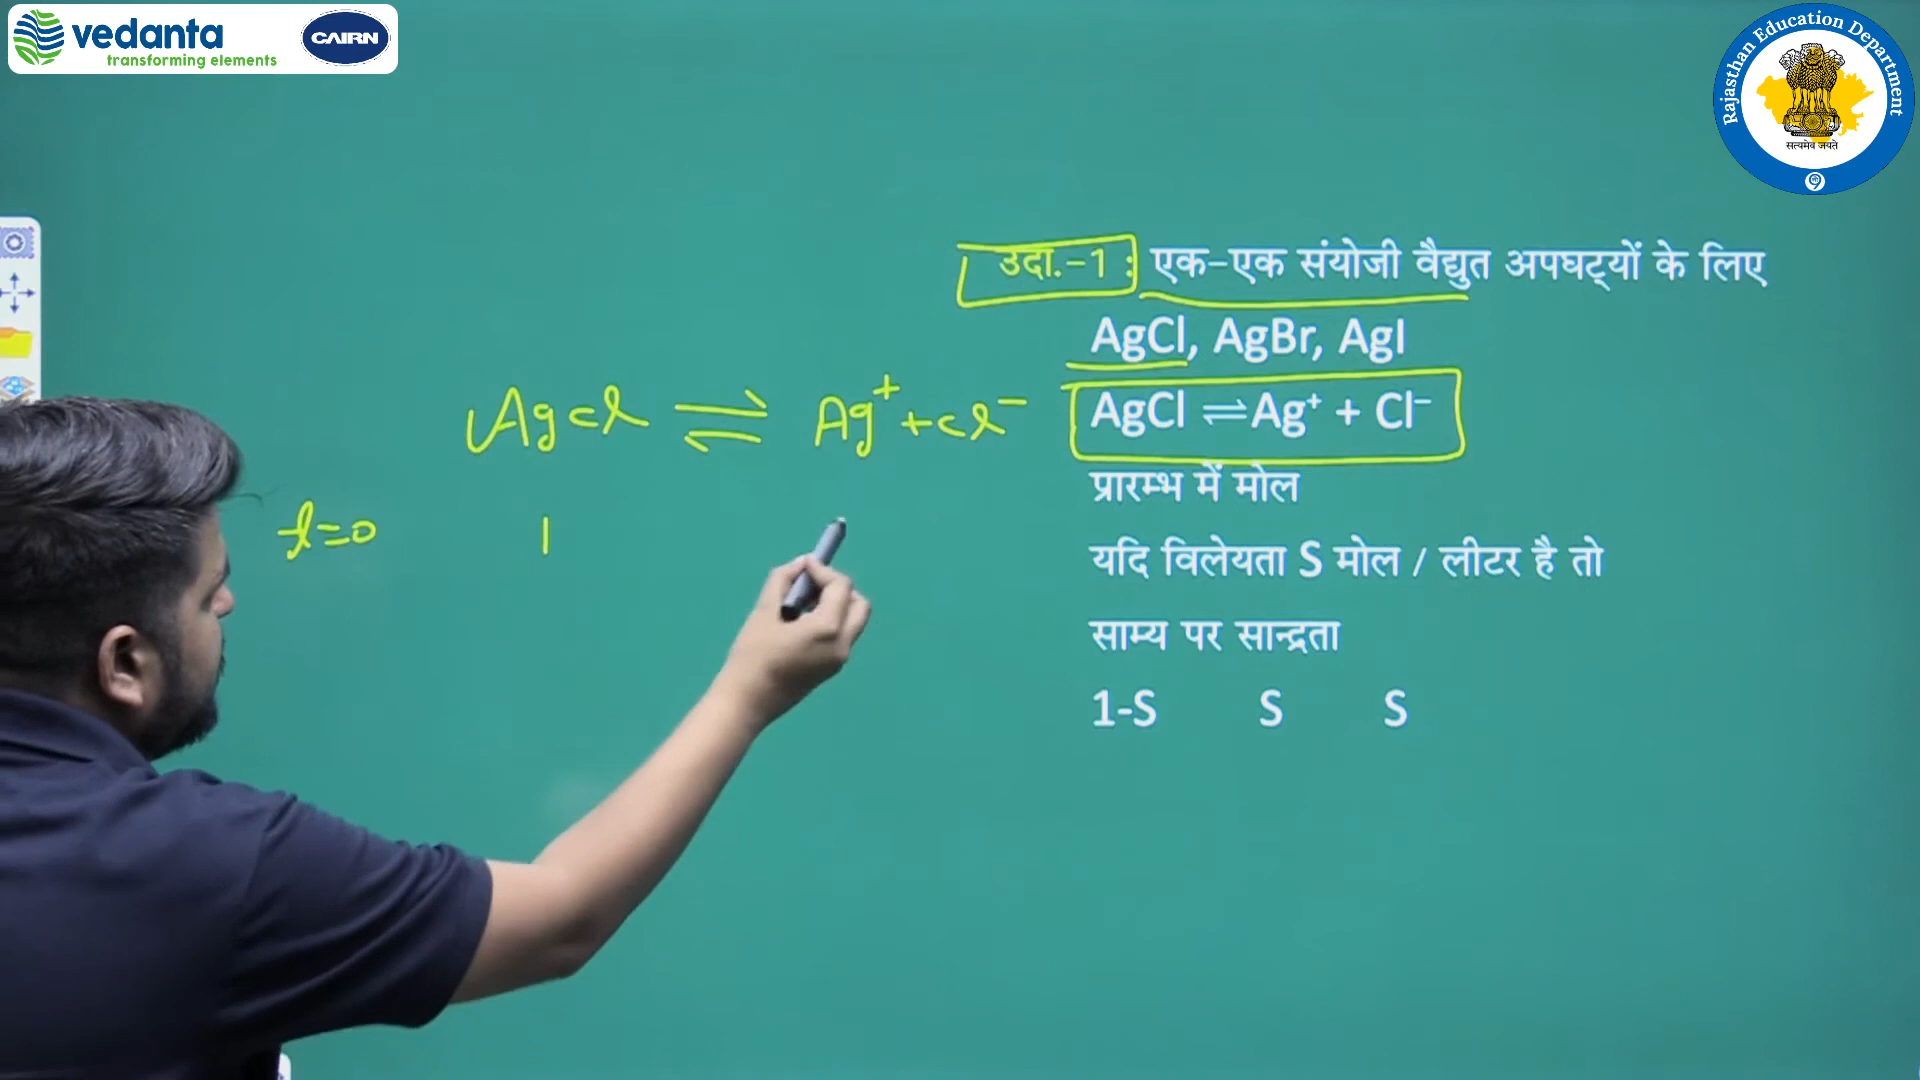 vedanta
transforming elements
CAIRN
Rajasthan Education Department
सत्यमेव जयते
उदा.–1 : एक–एक संयोजी वैद्युत अपघट्यों के लिए
AgCl, AgBr, AgI
AgCl ⇌ Ag⁺ + Cl⁻
AgCl ⇌ Ag⁺ + Cl⁻
प्रारम्भ में मोल
t=0 1
यदि विलेयता S मोल / लीटर है तो
साम्य पर सान्द्रता
1-S S S